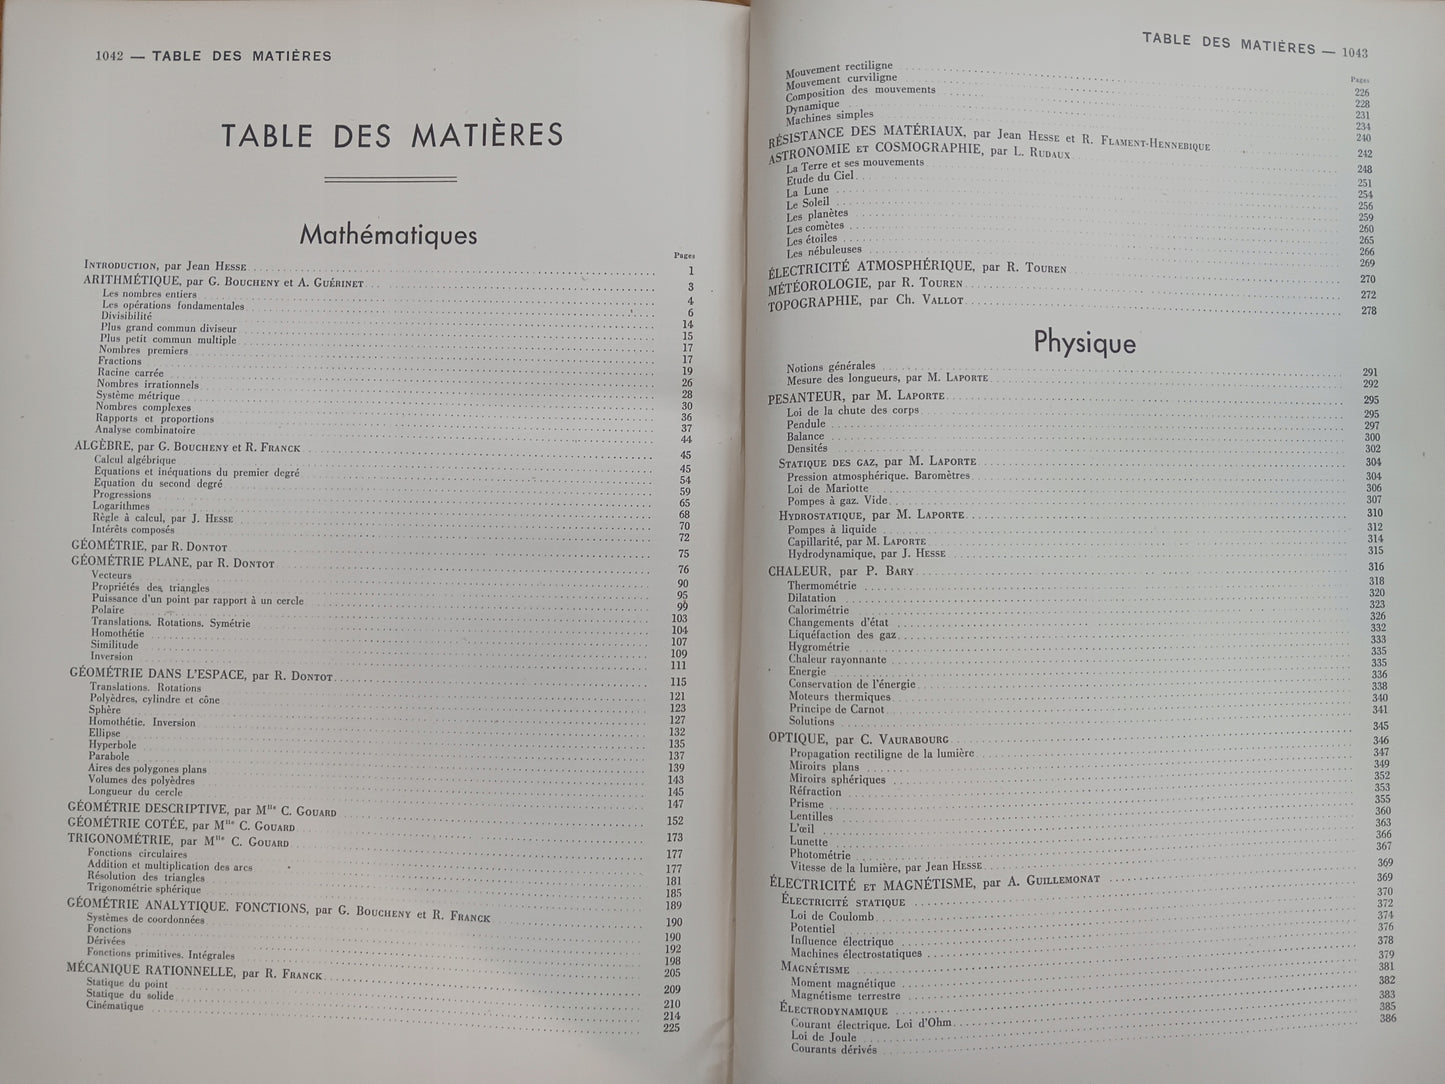 1042 — TABLE DES MATIÈRES
TABLE DES MATIÈRES
Mathématiques
Pages
INTRODUCTION, par Jean HESSE 1
ARITHMÉTIQUE, par G. BOUCHENY et A. GUÉRINET 3
Les nombres entiers 4
Les opérations fondamentales 6
Divisibilité 14
Plus grand commun diviseur 15
Plus petit commun multiple 17
Nombres premiers 17
Fractions 19
Racine carrée 26
Nombres irrationnels 28
Système métrique 30
Nombres complexes 36
Rapports et proportions 37
Analyse combinatoire 44
ALGÈBRE, par G. BOUCHENY et R. FRANCK 45
Calcul algébrique 45
Equations et inéquations du premier degré 54
Equation du second degré 59
Progressions 65
Logarithmes 68
Règle à calcul, par J. HESSE 70
Intérêts composés 72
GÉOMÉTRIE, par R. DONTOT 75
GÉOMÉTRIE PLANE, par R. DONTOT 76
Vecteurs 90
Propriétés des triangles 95
Puissance d'un point par rapport à un cercle 99
Polaire 103
Translations. Rotations. Symétrie 104
Homothétie 107
Similitude 109
Inversion 111
GÉOMÉTRIE DANS L'ESPACE, par R. DONTOT 115
Translations. Rotations 121
Polyèdres, cylindre et cône 123
Sphère 127
Homothétie. Inversion 132
Ellipse 135
Hyperbole 137
Parabole 139
Aires des polygones plans 143
Volumes des polyèdres 145
Longueur du cercle 147
GÉOMÉTRIE DESCRIPTIVE, par Mlle C. GOUARD 152
GÉOMÉTRIE COTÉE, par Mlle C. GOUARD 173
TRIGONOMÉTRIE, par Mlle C. GOUARD 177
Fonctions circulaires 177
Addition et multiplication des arcs 181
Résolution des triangles 185
Trigonométrie sphérique 189
GÉOMÉTRIE ANALYTIQUE. FONCTIONS, par G. BOUCHENY et R. FRANCK 190
Systèmes de coordonnées 190
Fonctions 192
Dérivées 198
Fonctions primitives. Intégrales 205
MÉCANIQUE RATIONNELLE, par R. FRANCK 209
Statique du point 210
Statique du solide 214
Cinématique 225
TABLE DES MATIÈRES — 1043
Pages
Mouvement rectiligne 226
Mouvement curviligne 228
Composition des mouvements 231
Dynamique 234
Machines simples 240
RÉSISTANCE DES MATÉRIAUX, par Jean HESSE et R. FLAMENT-HENNEBIQUE 242
ASTRONOMIE ET COSMOGRAPHIE, par L. RUDAUX 248
La Terre et ses mouvements 251
Etude du Ciel 254
La Lune 256
Le Soleil 259
Les planètes 260
Les comètes 265
Les étoiles 266
Les nébuleuses 269
ÉLECTRICITÉ ATMOSPHÉRIQUE, par R. TOUREN 270
MÉTÉOROLOGIE, par R. TOUREN 272
TOPOGRAPHIE, par Ch. VALLOT 278
Physique
Notions générales 291
Mesure des longueurs, par M. LAPORTE 292
PESANTEUR, par M. LAPORTE 295
Loi de la chute des corps 295
Pendule 297
Balance 300
Densités 302
STATIQUE DES GAZ, par M. LAPORTE 304
Pression atmosphérique. Baromètres 304
Loi de Mariotte 306
Pompes à gaz. Vide 307
HYDROSTATIQUE, par M. LAPORTE 310
Pompes à liquide 312
Capillarité, par M. LAPORTE 314
Hydrodynamique, par J. HESSE 315
CHALEUR, par P. BARY 316
Thermométrie 318
Dilatation 320
Calorimétrie 323
Changements d'état 326
Liquéfaction des gaz 332
Hygrométrie 333
Chaleur rayonnante 335
Energie 335
Conservation de l'énergie 336
Moteurs thermiques 338
Principe de Carnot 340
Solutions 341
OPTIQUE, par C. VAURABOURG 345
Propagation rectiligne de la lumière 346
Miroirs plans 347
Miroirs sphériques 349
Réfraction 352
Prisme 353
Lentilles 355
L'œil 360
Lunette 363
Photométrie 366
Vitesse de la lumière, par Jean HESSE 367
ÉLECTRICITÉ ET MAGNÉTISME, par A. GUILLEMONAT 369
ÉLECTRICITÉ STATIQUE 369
Loi de Coulomb 370
Potentiel 372
Influence électrique 374
Machines électrostatiques 376
MAGNÉTISME 378
Moment magnétique 379
Magnétisme terrestre 381
ÉLECTRODYNAMIQUE 382
Courant électrique. Loi d'Ohm 383
Loi de Joule 385
Courants dérivés 386